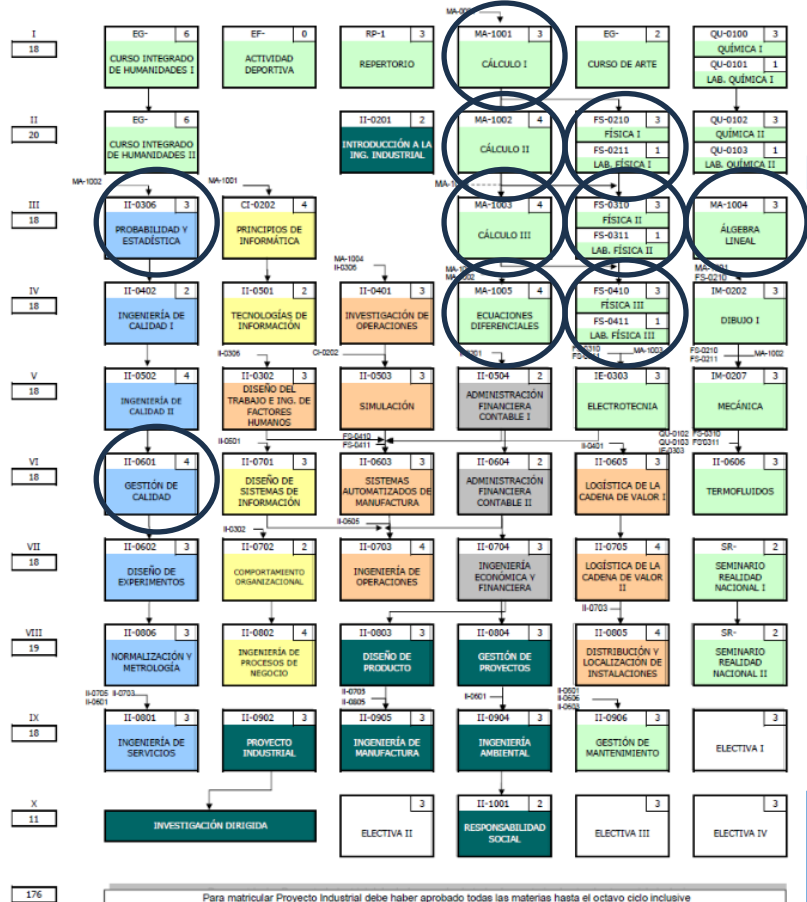 MA-00
I
18
EG- 6
CURSO INTEGRADO
DE HUMANIDADES I
EF- 0
ACTIVIDAD
DEPORTIVA
RP-1 3
REPERTORIO
MA-1001 3
CÁLCULO I
EG- 2
CURSO DE ARTE
QU-0100 3
QUÍMICA I
QU-0101 1
LAB. QUÍMICA I
II
20
EG- 6
CURSO INTEGRADO
DE HUMANIDADES II
II-0201 2
INTRODUCCIÓN A LA
ING. INDUSTRIAL
MA-1002 4
CÁLCULO II
FS-0210 3
FÍSICA I
FS-0211 1
LAB. FÍSICA I
QU-0102 3
QUÍMICA II
QU-0103 1
LAB. QUÍMICA II
MA-1002
MA-1001
MA-1
III
18
II-0306 3
PROBABILIDAD Y
ESTADÍSTICA
CI-0202 4
PRINCIPIOS DE
INFORMÁTICA
MA-1003 4
CÁLCULO III
FS-0310 3
FÍSICA II
FS-0311 1
LAB. FÍSICA II
MA-1004 3
ÁLGEBRA
LINEAL
MA-1004
II-0306
MA-1002
MA-1001
FS-0210
IV
18
II-0402 2
INGENIERÍA DE
CALIDAD I
II-0501 2
TECNOLOGÍAS DE
INFORMACIÓN
II-0401 3
INVESTIGACIÓN DE
OPERACIONES
MA-1005 4
ECUACIONES
DIFERENCIALES
FS-0410 3
FÍSICA III
FS-0411 1
LAB. FÍSICA III
IM-0202 3
DIBUJO I
II-0306
CI-0202
II-0201
FS-0310
MA-1003
FS-0210
FS-0211
MA-1002
V
18
II-0502 4
INGENIERÍA DE
CALIDAD II
II-0302 3
DISEÑO DEL
TRABAJO E ING. DE
FACTORES
HUMANOS
II-0503 3
SIMULACIÓN
II-0504 2
ADMINISTRACIÓN
FINANCIERA
CONTABLE I
IE-0303 3
ELECTROTECNIA
IM-0207 3
MECÁNICA
II-0501
FS-0410
FS-0411
II-0401
QU-0102 FS-0310
QU-0103 FS0311
IE-0303
VI
18
II-0601 4
GESTIÓN DE
CALIDAD
II-0701 3
DISEÑO DE
SISTEMAS DE
INFORMACIÓN
II-0603 3
SISTEMAS
AUTOMATIZADOS DE
MANUFACTURA
II-0604 2
ADMINISTRACIÓN
FINANCIERA
CONTABLE II
II-0605 3
LOGÍSTICA DE LA
CADENA DE VALOR I
II-0606 3
TERMOFLUIDOS
II-0302
II-0605
VII
18
II-0602 3
DISEÑO DE
EXPERIMENTOS
II-0702 2
COMPORTAMIENTO
ORGANIZACIONAL
II-0703 4
INGENIERÍA DE
OPERACIONES
II-0704 3
INGENIERÍA
ECONÓMICA Y
FINANCIERA
II-0705 4
LOGÍSTICA DE LA
CADENA DE VALOR
II
SR- 2
SEMINARIO
REALIDAD
NACIONAL I
II-0703
VIII
19
II-0806 3
NORMALIZACIÓN Y
METROLOGÍA
II-0802 4
INGENIERÍA DE
PROCESOS DE
NEGOCIO
II-0803 3
DISEÑO DE
PRODUCTO
II-0804 3
GESTIÓN DE
PROYECTOS
II-0805 4
DISTRIBUCIÓN Y
LOCALIZACIÓN DE
INSTALACIONES
SR- 2
SEMINARIO
REALIDAD
NACIONAL II
II-0705 II-0703
II-0601
II-0703
II-0805
II-0601
II-0601
II-0606
II-0603
IX
18
II-0801 3
INGENIERÍA DE
SERVICIOS
II-0902 3
PROYECTO
INDUSTRIAL
II-0905 3
INGENIERÍA DE
MANUFACTURA
II-0904 3
INGENIERÍA
AMBIENTAL
II-0906 3
GESTIÓN DE
MANTENIMIENTO
3
ELECTIVA I
X
11
INVESTIGACIÓN DIRIGIDA
3
ELECTIVA II
II-1001 2
RESPONSABILIDAD
SOCIAL
3
ELECTIVA III
3
ELECTIVA IV
176
Para matricular Proyecto Industrial debe haber aprobado todas las materias hasta el octavo ciclo inclusive